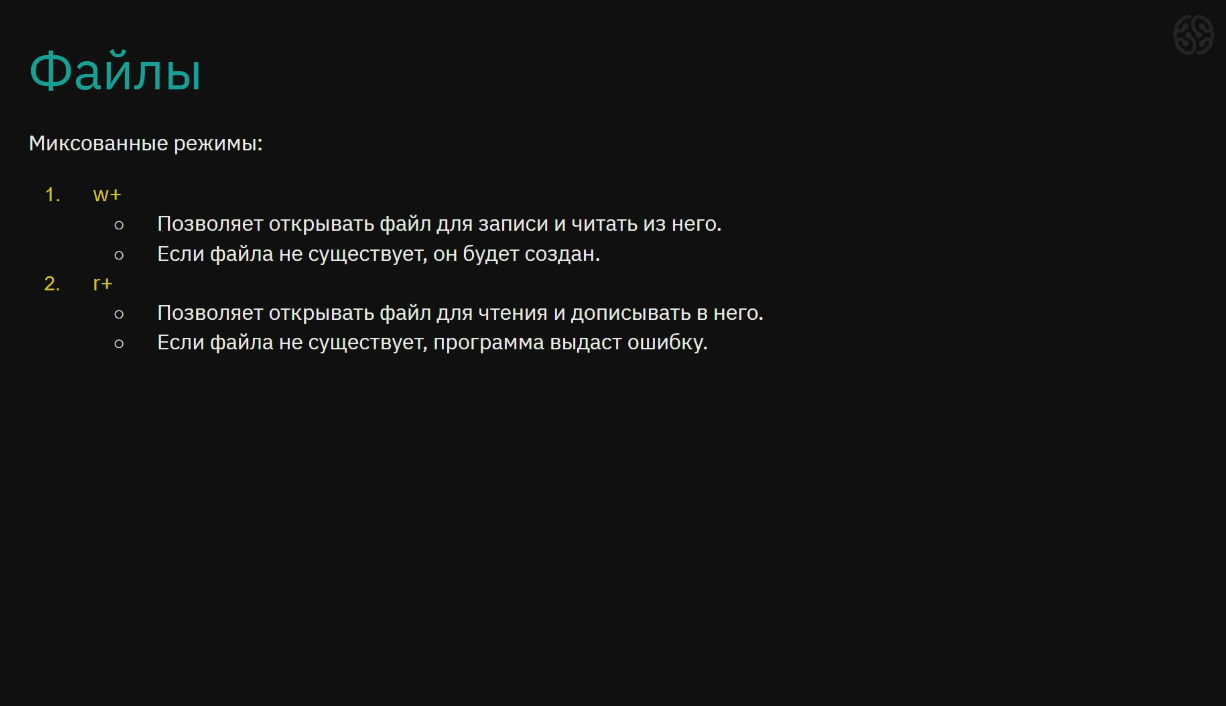 Файлы
Миксованные режимы:
1. w+
○ Позволяет открывать файл для записи и читать из него.
○ Если файла не существует, он будет создан.
2. r+
○ Позволяет открывать файл для чтения и дописывать в него.
○ Если файла не существует, программа выдаст ошибку.